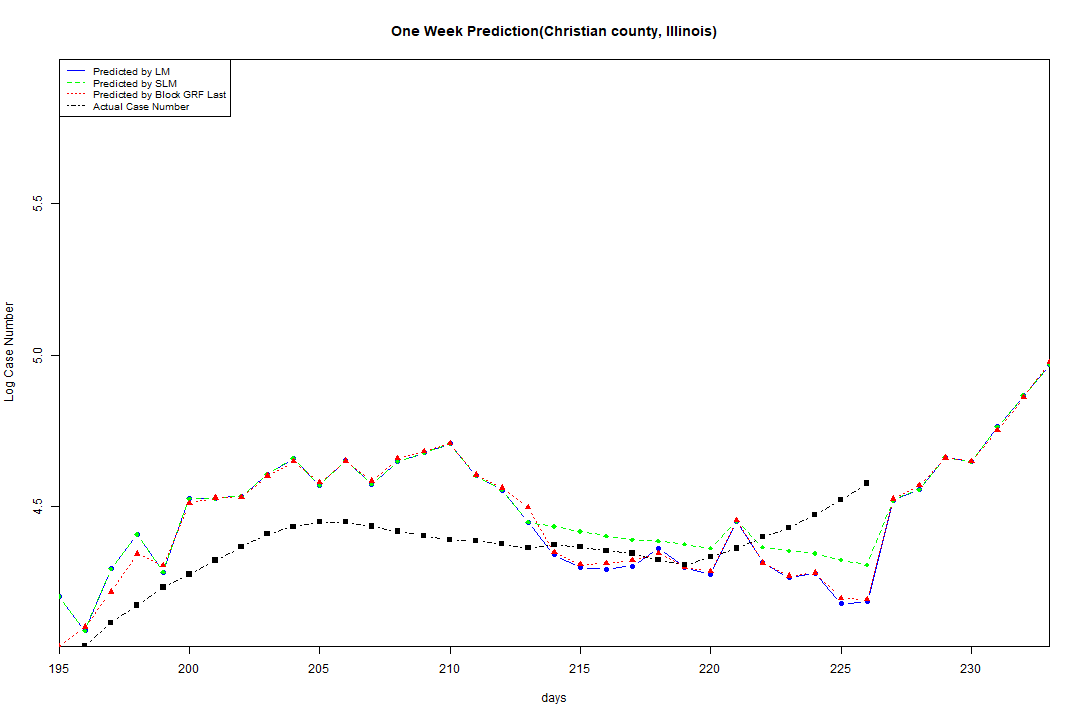 One Week Prediction(Christian county, Illinois)
Predicted by LM
Predicted by SLM
Predicted by Block GRF Last
Actual Case Number
5.5
5.0
4.5
Log Case Number
195 200 205 210 215 220 225 230
days